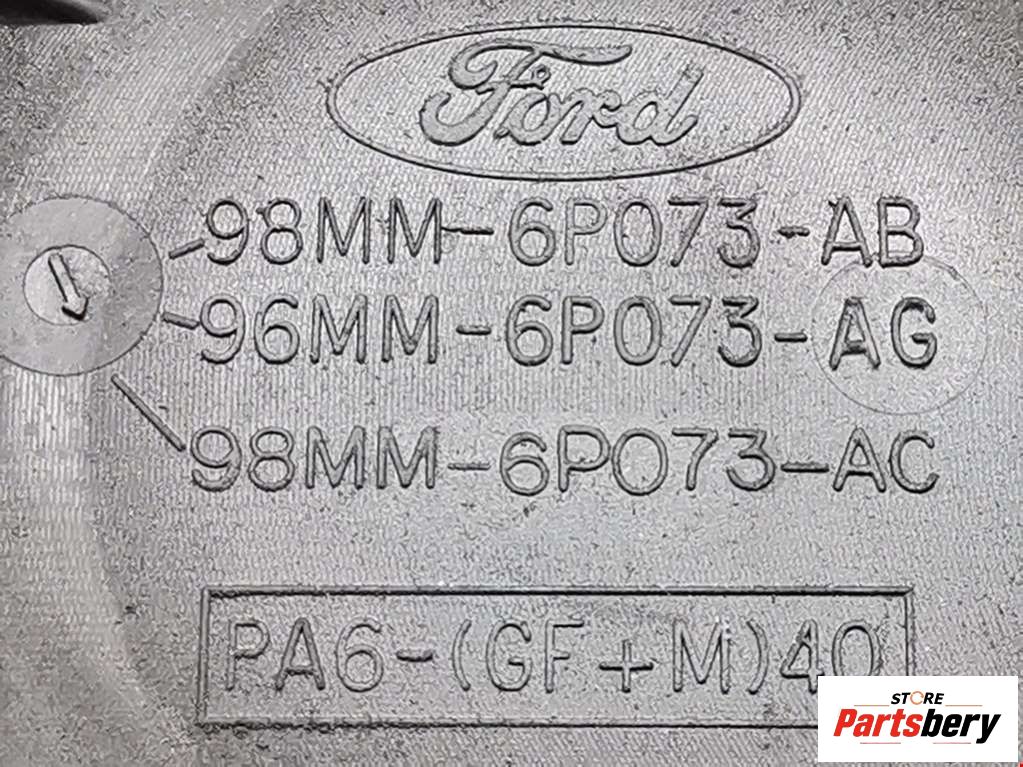 Ford
98MM-6P073-AB
96MM-6P073-AG
98MM-6P073-AC
PA6-(GF+M)40
STORE
Partsbery